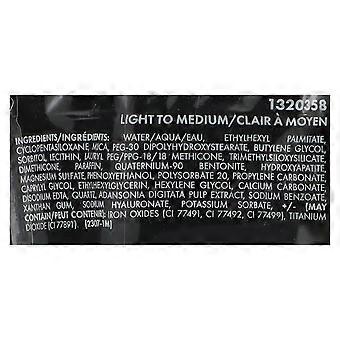 1320358
LIGHT TO MEDIUM/CLAIR À MOYEN
INGREDIENTS/INGRÉDIENTS: WATER/AQUA/EAU, ETHYLHEXYL PALMITATE,
CYCLOPENTASILOXANE MICA, PEG-30 DIPOLYHYDROXYSTEARATE, BUTYLENE GLYCOL,
SORBITOL, LECITHIN, LAURYL PEG/PPG-18/18 METHICONE, TRIMETHYLSILOXYSILICATE,
DIMETHICONE, PARAFFIN, QUATERNIUM-90 BENTONITE, HYDROXYAPATITE,
MAGNESIUM SULFATE, PHENOXYETHANOL, POLYSORBATE 20, PROPYLENE CARBONATE,
CAPRYLYL GLYCOL, ETHYLHEXYLGLYCERIN, HEXYLENE GLYCOL, CALCIUM CARBONATE,
DISODIUM EDTA, QUARTZ, ADANSONIA DIGITATA PULP EXTRACT, SODIUM BENZOATE,
XANTHAN GUM, SODIUM HYALURONATE, POTASSIUM SORBATE, +/- (MAY
CONTAIN/PEUT CONTENIR) IRON OXIDES (CI 77491, CI 77492, CI 77499), TITANIUM
DIOXIDE (CI 77891). (2307-1M)